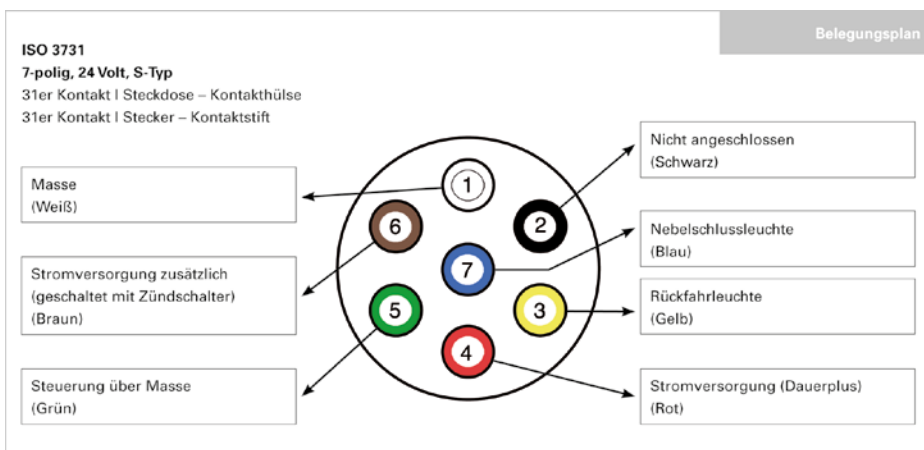 Belegungsplan
ISO 3731
7-polig, 24 Volt, S-Typ
31er Kontakt I Steckdose – Kontakthülse
31er Kontakt I Stecker – Kontaktstift
Masse
(Weiß)
Stromversorgung zusätzlich
(geschaltet mit Zündschalter)
(Braun)
Steuerung über Masse
(Grün)
1
6
2
7
5
3
4
Nicht angeschlossen
(Schwarz)
Nebelschlussleuchte
(Blau)
Rückfahrleuchte
(Gelb)
Stromversorgung (Dauerplus)
(Rot)